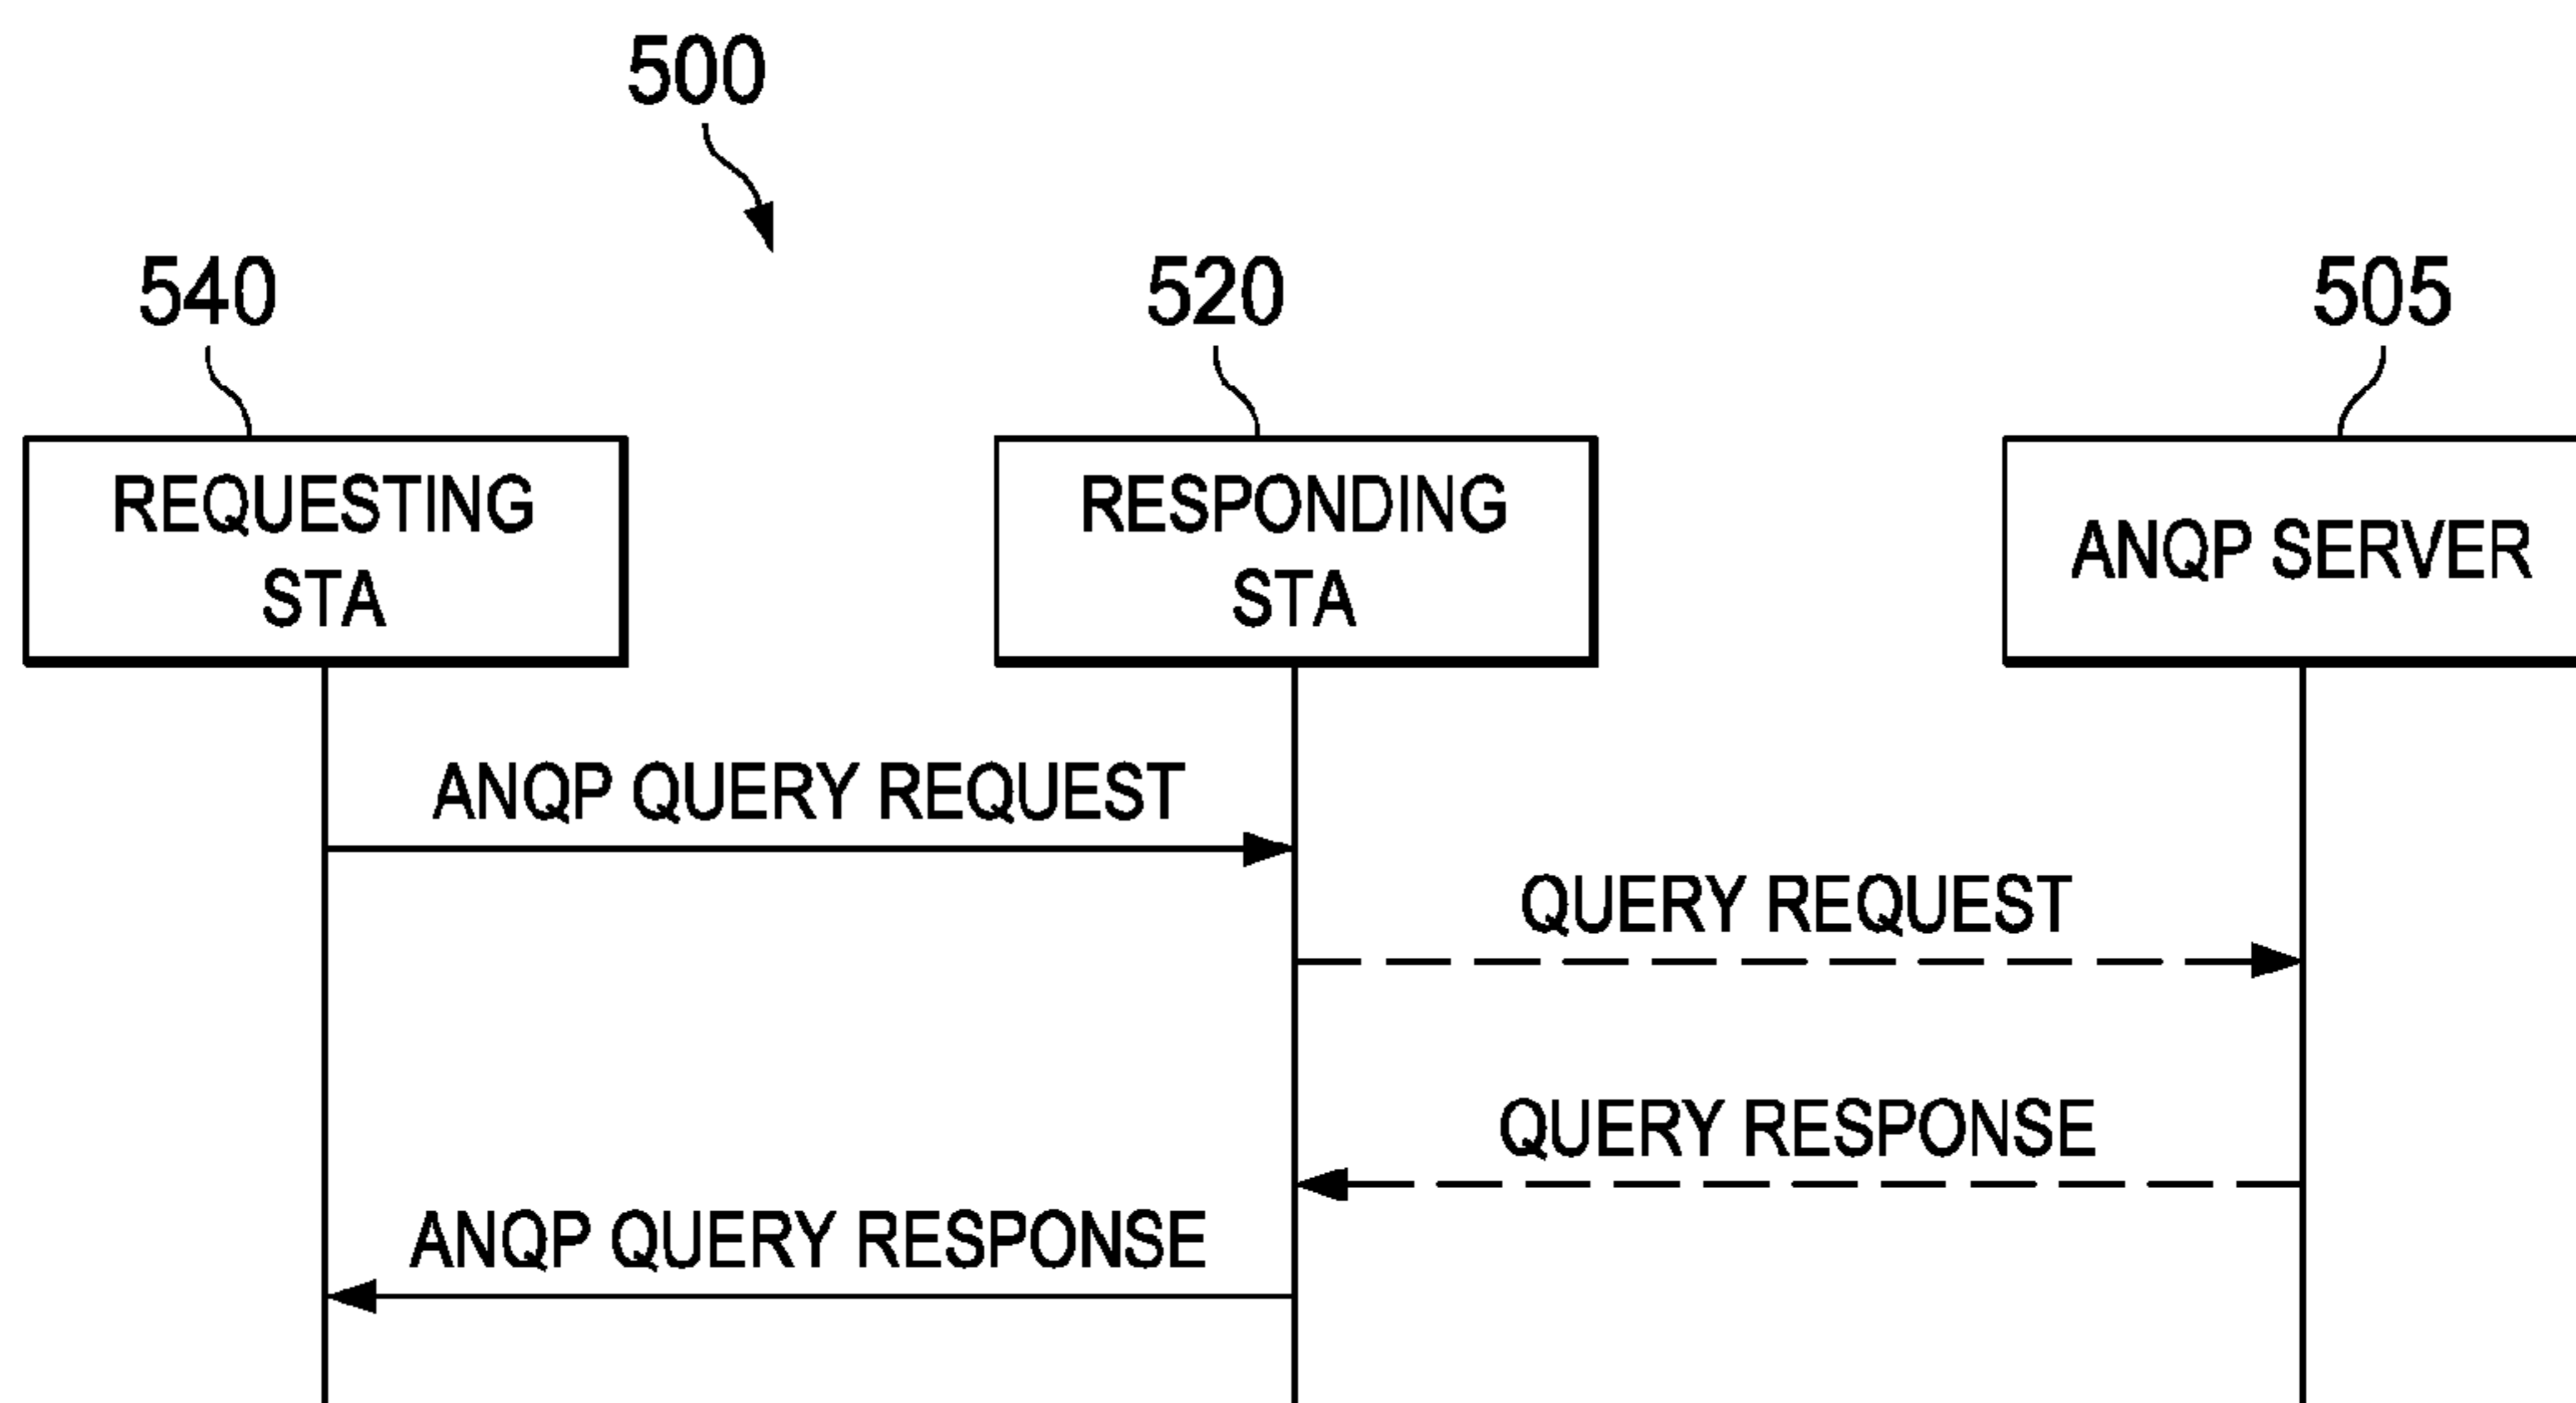 500
540
520
505
REQUESTING
STA
RESPONDING
STA
ANQP SERVER
ANQP QUERY REQUEST
QUERY REQUEST
QUERY RESPONSE
ANQP QUERY RESPONSE